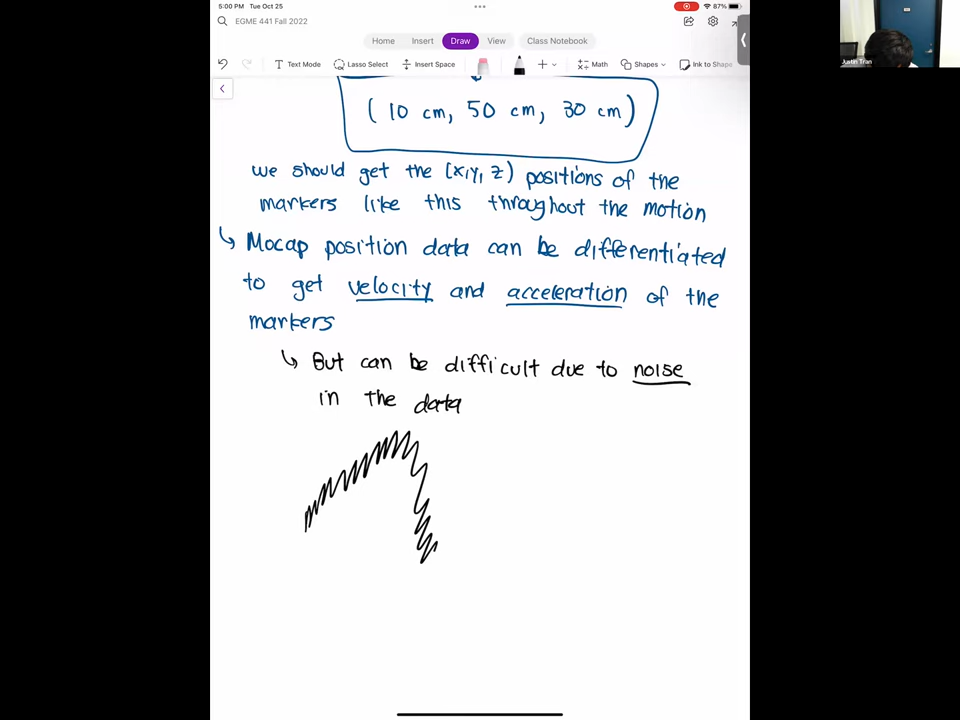 5:00 PM Tue Oct 25
87%
EGME 441 Fall 2022
Home Insert Draw View Class Notebook
Text Mode Lasso Select Insert Space Math Shapes Ink to Shape
Justin Tran
(10 cm, 50 cm, 30 cm)
we should get the (x,y, z) positions of the
markers like this throughout the motion
↳ Mocap position data can be differentiated
to get velocity and acceleration of the
markers
↳ But can be difficult due to noise
in the data